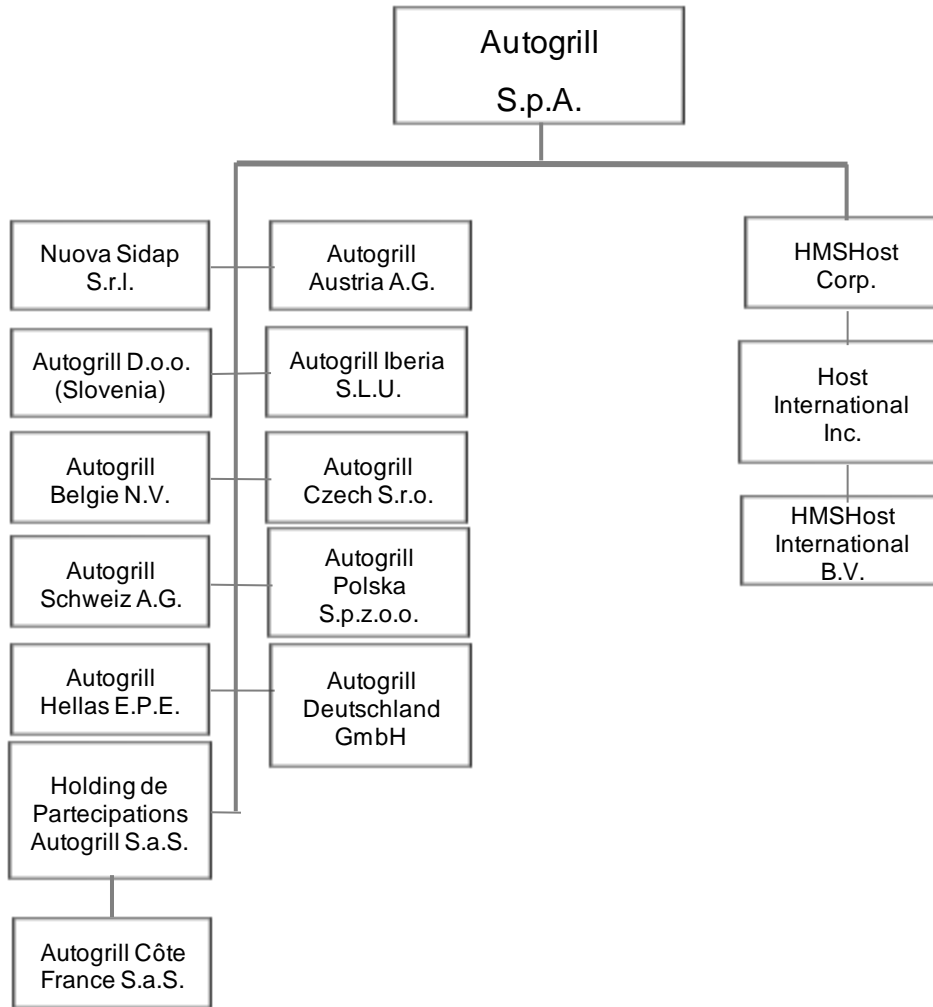 Autogrill
S.p.A.
Nuova Sidap
S.r.l.
Autogrill
Austria A.G.
HMSHost
Corp.
Autogrill D.o.o.
(Slovenia)
Autogrill Iberia
S.L.U.
Host
International
Inc.
Autogrill
Belgie N.V.
Autogrill
Czech S.r.o.
HMSHost
International
B.V.
Autogrill
Schweiz A.G.
Autogrill
Polska
S.p.z.o.o.
Autogrill
Hellas E.P.E.
Autogrill
Deutschland
GmbH
Holding de
Partecipations
Autogrill S.a.S.
Autogrill Côte
France S.a.S.